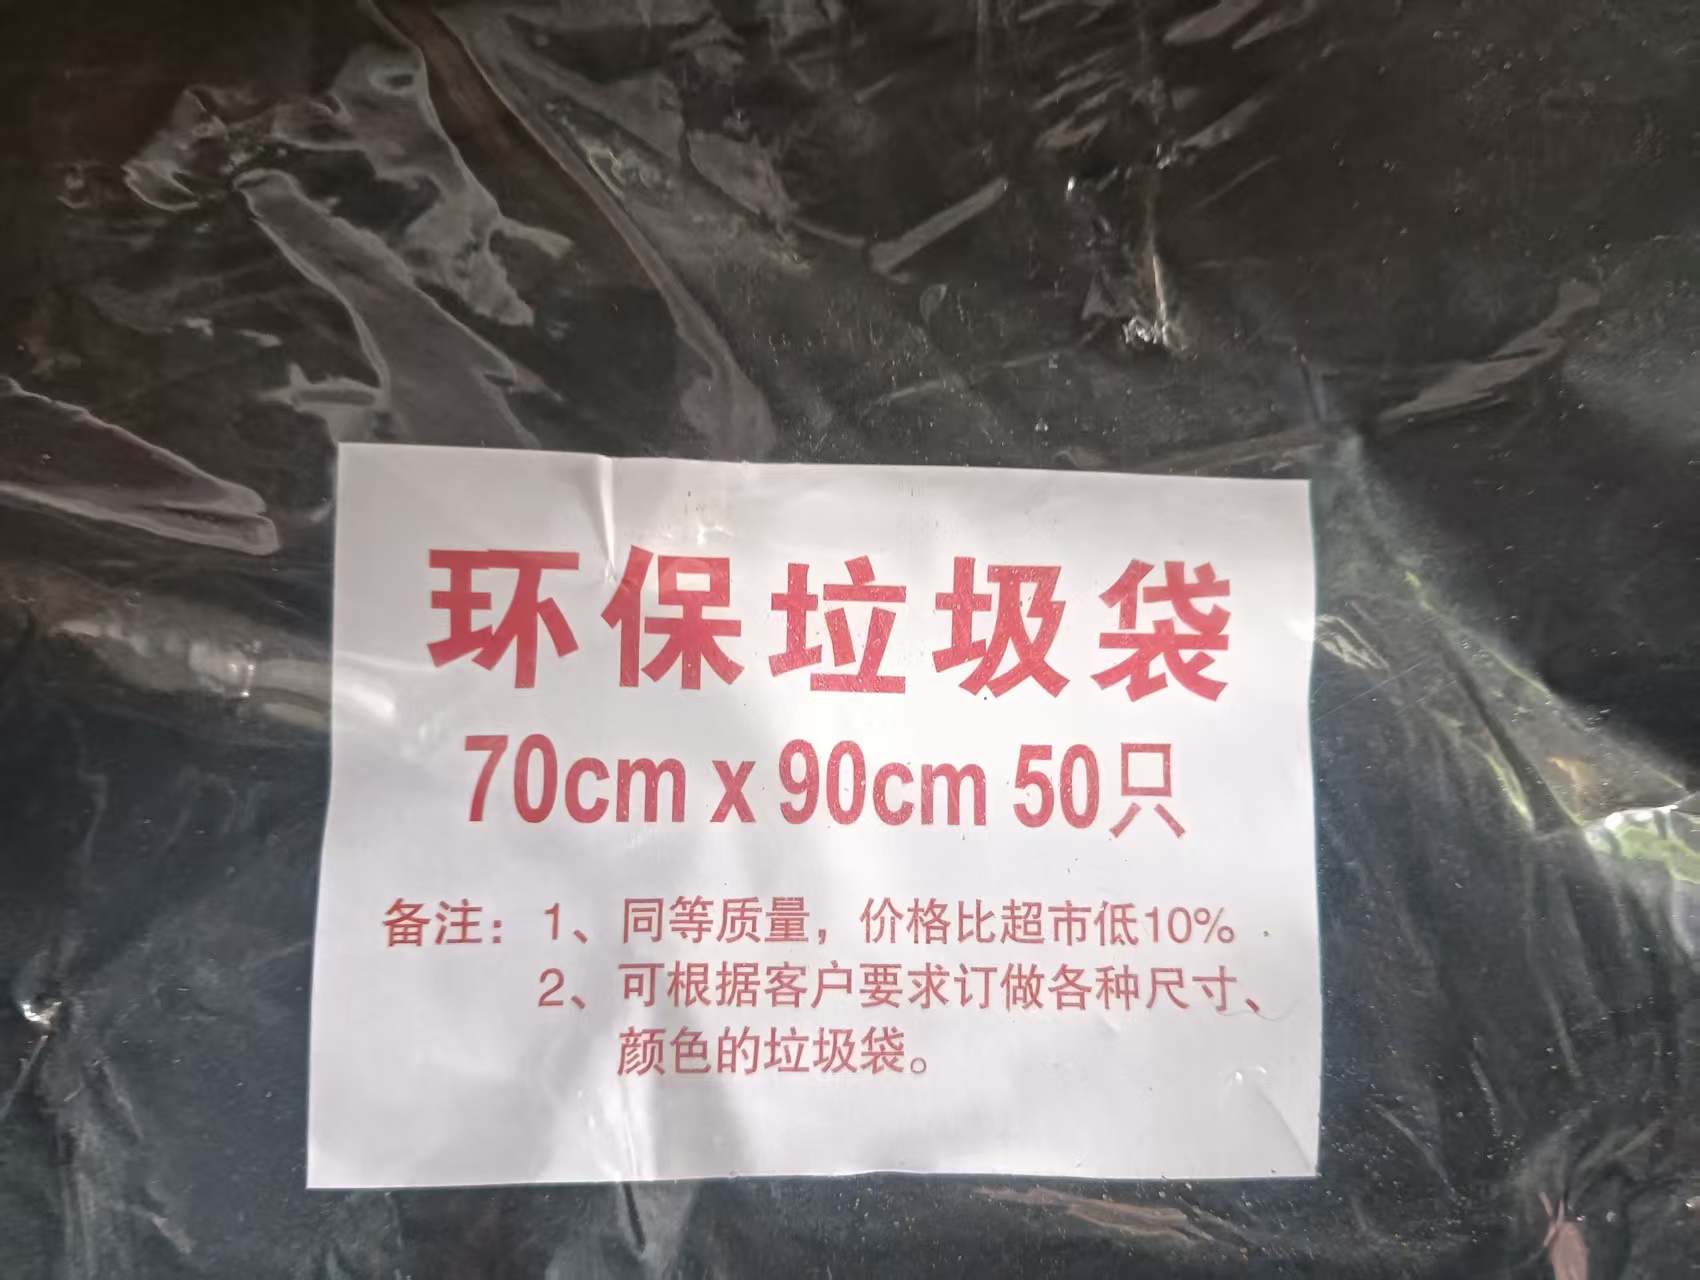 环保垃圾袋
70cm x 90cm 50只
备注：1、同等质量，价格比超市低10%
2、可根据客户要求订做各种尺寸、
颜色的垃圾袋。